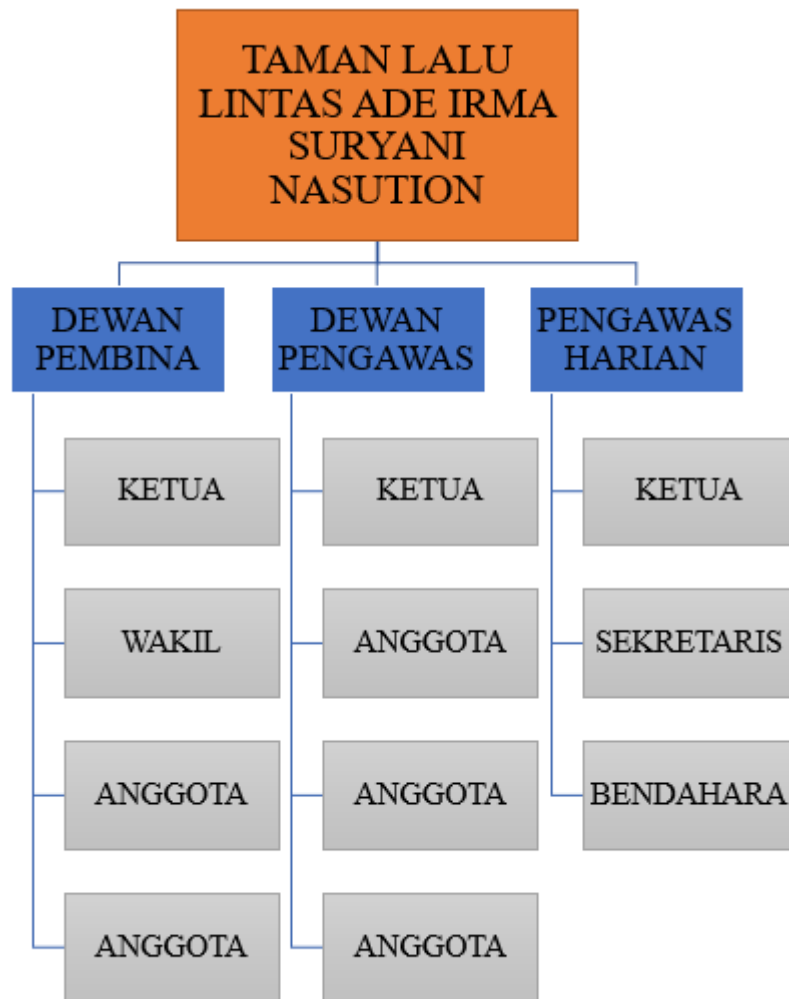 TAMAN LALU
LINTAS ADE IRMA
SURYANI
NASUTION
DEWAN
PEMBINA
KETUA
WAKIL
ANGGOTA
ANGGOTA
DEWAN
PENGAWAS
KETUA
ANGGOTA
ANGGOTA
ANGGOTA
PENGAWAS
HARIAN
KETUA
SEKRETARIS
BENDAHARA